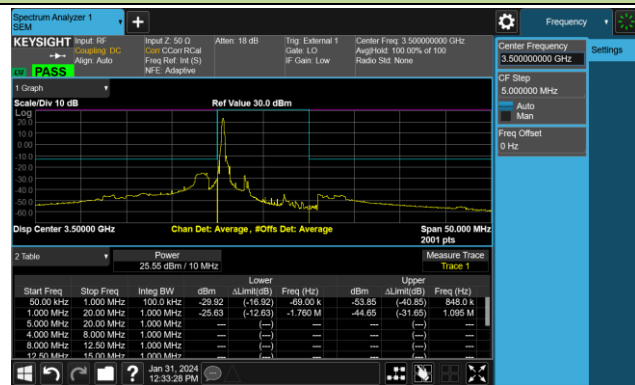 Spectrum Analyzer 1
SEM
Frequency
KEYSIGHT
Input: RF
Coupling: DC
Align: Auto
Input Z: 50 Ω
Corr CCorr RCal
Freq Ref: Int (S)
NFE: Adaptive
Atten: 18 dB
Trig: External 1
Gate: LO
IF Gain: Low
Center Freq: 3.500000000 GHz
Avg|Hold: 100.00% of 100
Radio Std: None
PASS
Center Frequency
3.500000000 GHz
Settings
CF Step
5.000000 MHz
Auto
Man
Freq Offset
0 Hz
1 Graph
Scale/Div 10 dB
Ref Value 30.0 dBm
Log
20.0
10.0
0.00
-10.0
-20.0
-30.0
-40.0
-50.0
-60.0
Disp Center 3.50000 GHz
Chan Det: Average, #Offs Det: Average
Span 50.000 MHz
2001 pts
2 Table
Power
25.55 dBm / 10 MHz
Measure Trace
Trace 1
Lower Upper
Start Freq Stop Freq Integ BW dBm ΔLimit(dB) Freq (Hz) dBm ΔLimit(dB) Freq (Hz)
50.00 kHz 1.000 MHz 100.0 kHz -29.92 (-16.92) -69.00 k -53.85 (-40.85) 848.0 k
1.000 MHz 20.00 MHz 1.000 MHz -25.63 (-12.63) -1.760 M -44.65 (-31.65) 1.095 M
5.000 MHz 20.00 MHz 1.000 MHz --- (---) --- --- (---) ---
4.000 MHz 8.000 MHz 1.000 MHz --- (---) --- --- (---) ---
8.000 MHz 12.50 MHz 1.000 MHz --- (---) --- --- (---) ---
12.50 MHz 15.00 MHz 1.000 MHz --- (---) --- --- (---) ---
Jan 31, 2024
12:33:28 PM